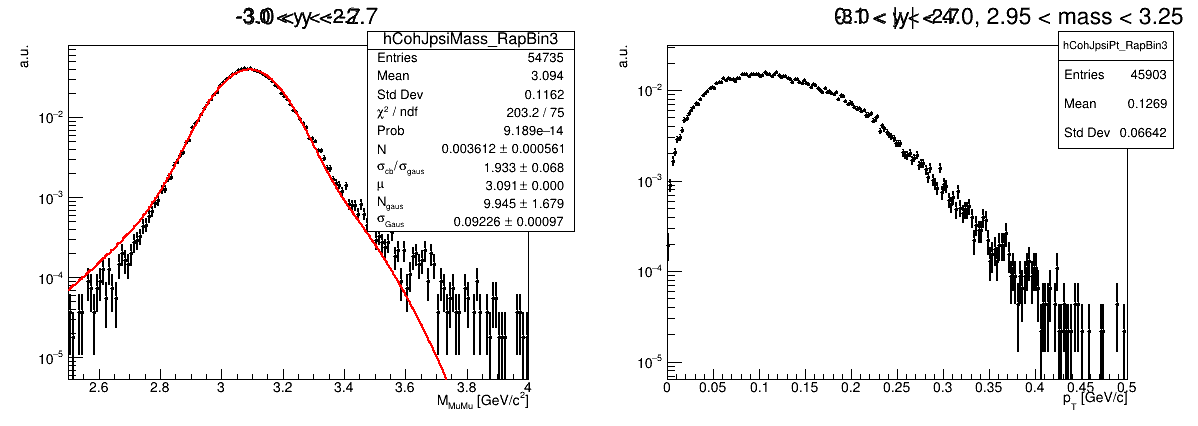 a.u.
hCohJpsiMass_RapBin3
Entries 54735
Mean 3.094
Std Dev 0.1162
χ² / ndf 203.2 / 75
Prob 9.189e−14
N 0.003612 ± 0.000561
σcb/σgaus 1.933 ± 0.068
μ 3.091 ± 0.000
Ngaus 9.945 ± 1.679
σGaus 0.09226 ± 0.00097
10⁻²
10⁻³
10⁻⁴
10⁻⁵
2.6 2.8 3 3.2 3.4 3.6 3.8 4
MMuMu [GeV/c²]
, 2.95 < mass < 3.25
a.u.
hCohJpsiPt_RapBin3
Entries 45903
Mean 0.1269
Std Dev 0.06642
10⁻²
10⁻³
10⁻⁴
10⁻⁵
0 0.05 0.1 0.15 0.2 0.25 0.3 0.35 0.4 0.45 0.5
pT [GeV/c]